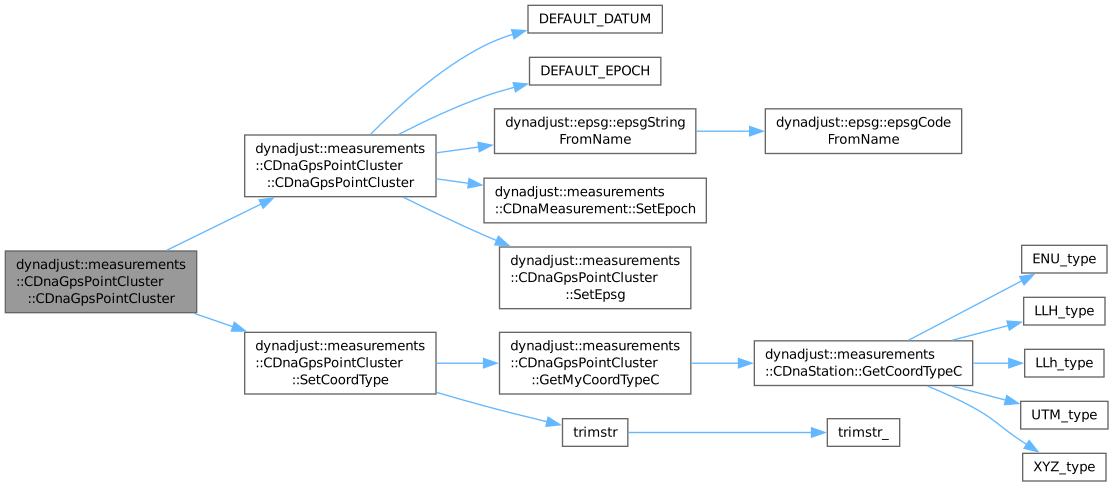 DEFAULT_DATUM
DEFAULT_EPOCH
dynadjust::epsg::epsgString
FromName
dynadjust::epsg::epsgCode
FromName
dynadjust::measurements
::CDnaGpsPointCluster
::CDnaGpsPointCluster
dynadjust::measurements
::CDnaMeasurement::SetEpoch
dynadjust::measurements
::CDnaGpsPointCluster
::SetEpsg
dynadjust::measurements
::CDnaGpsPointCluster
::CDnaGpsPointCluster
dynadjust::measurements
::CDnaGpsPointCluster
::SetCoordType
dynadjust::measurements
::CDnaGpsPointCluster
::GetMyCoordTypeC
dynadjust::measurements
::CDnaStation::GetCoordTypeC
ENU_type
LLH_type
LLh_type
UTM_type
XYZ_type
trimstr
trimstr_